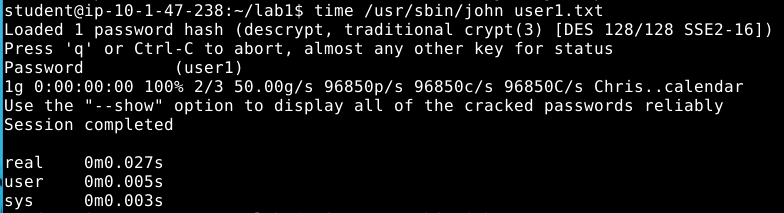 student@ip-10-1-47-238:~/lab1$ time /usr/sbin/john user1.txt
Loaded 1 password hash (descrypt, traditional crypt(3) [DES 128/128 SSE2-16])
Press 'q' or Ctrl-C to abort, almost any other key for status
Password         (user1)
1g 0:00:00:00 100% 2/3 50.00g/s 96850p/s 96850c/s 96850C/s Chris..calendar
Use the "--show" option to display all of the cracked passwords reliably
Session completed

real    0m0.027s
user    0m0.005s
sys     0m0.003s